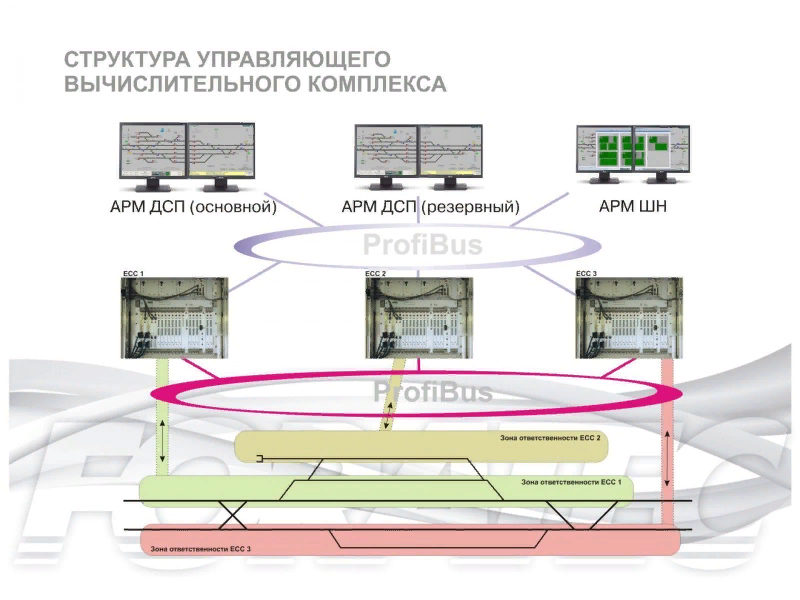 СТРУКТУРА УПРАВЛЯЮЩЕГО
ВЫЧИСЛИТЕЛЬНОГО КОМПЛЕКСА
АРМ ДСП (основной)
АРМ ДСП (резервный)
АРМ ШН
ProfiBus
ECC 1
ECC 2
ECC 3
ProfiBus
Зона ответственности ЕСС 2
Зона ответственности ЕСС 1
Зона ответственности ЕСС 3